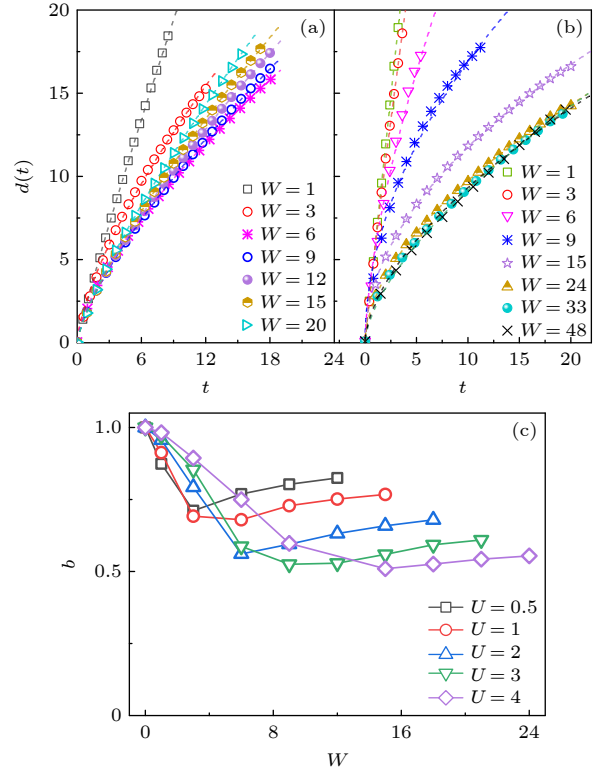 20
15
10
5
0
d(t)
(a)
W = 1
W = 3
W = 6
W = 9
W = 12
W = 15
W = 20
0 6 12 18 24
t
(b)
W = 1
W = 3
W = 6
W = 9
W = 15
W = 24
W = 33
W = 48
0 5 10 15 20
t
(c)
1.0
0.5
0
b
U = 0.5
U = 1
U = 2
U = 3
U = 4
0 8 16 24
W